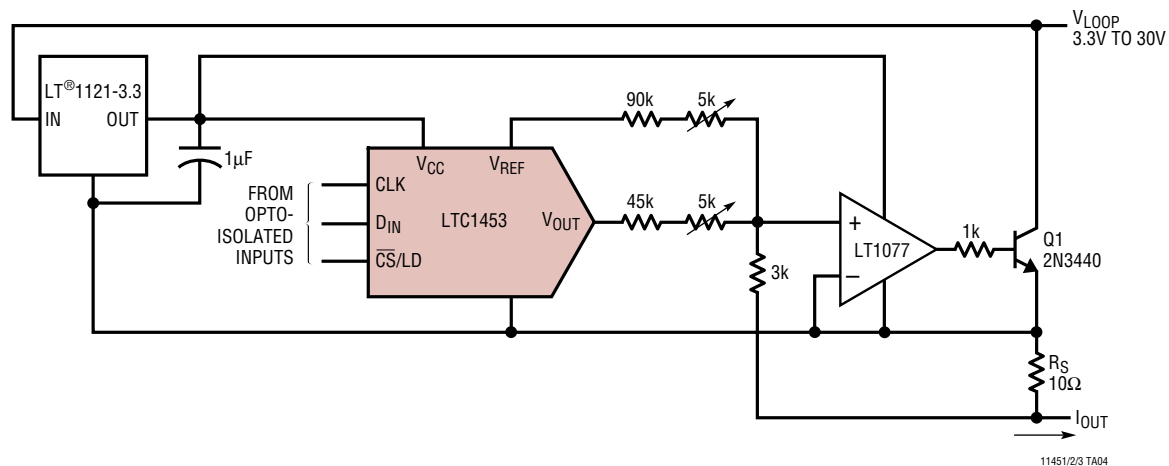 V_LOOP
3.3V TO 30V
LT®1121-3.3
IN
OUT
1µF
90k
5k
V_CC
V_REF
FROM
OPTO-
ISOLATED
INPUTS
CLK
D_IN
C̅S̅/LD
LTC1453
V_OUT
45k
5k
3k
+
LT1077
–
1k
Q1
2N3440
R_S
10Ω
I_OUT
11451/2/3 TA04